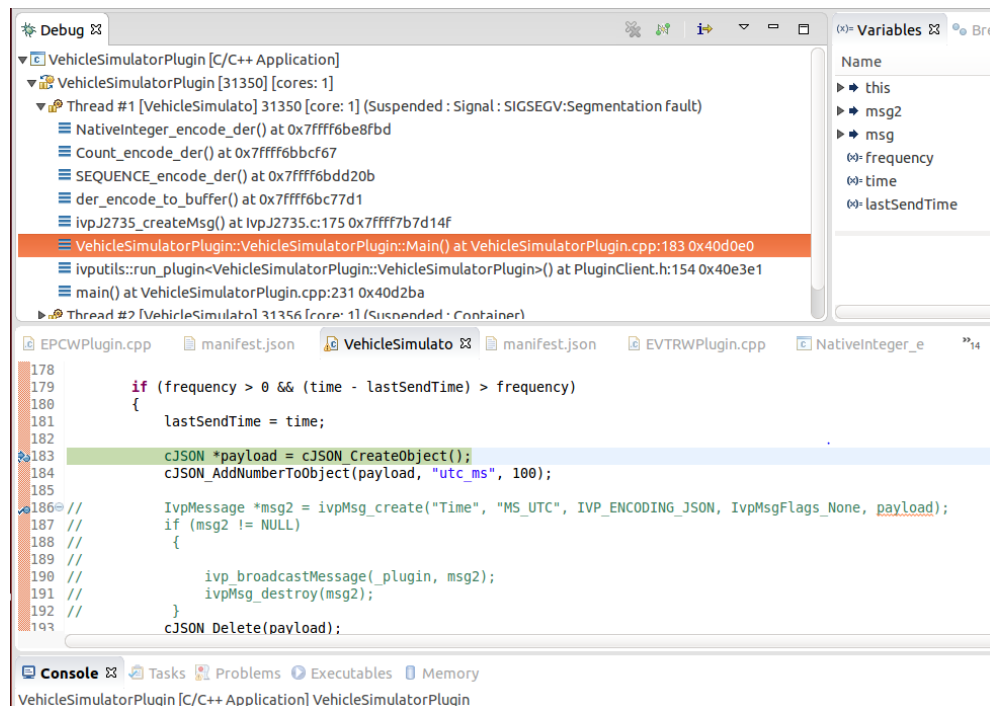 Debug
(x)= Variables
Bre
VehicleSimulatorPlugin [C/C++ Application]
VehicleSimulatorPlugin [31350] [cores: 1]
Thread #1 [VehicleSimulato] 31350 [core: 1] (Suspended : Signal : SIGSEGV:Segmentation fault)
NativeInteger_encode_der() at 0x7ffff6be8fbd
Count_encode_der() at 0x7ffff6bbcf67
SEQUENCE_encode_der() at 0x7ffff6bdd20b
der_encode_to_buffer() at 0x7ffff6bc77d1
ivpJ2735_createMsg() at IvpJ2735.c:175 0x7ffff7b7d14f
VehicleSimulatorPlugin::VehicleSimulatorPlugin::Main() at VehicleSimulatorPlugin.cpp:183 0x40d0e0
ivputils::run_plugin<VehicleSimulatorPlugin::VehicleSimulatorPlugin>() at PluginClient.h:154 0x40e3e1
main() at VehicleSimulatorPlugin.cpp:231 0x40d2ba
Thread #2 [VehicleSimulato] 31356 [core: 1] (Suspended : Container)
Name
this
msg2
msg
(x)= frequency
(x)= time
(x)= lastSendTime
EPCWPlugin.cpp manifest.json VehicleSimulato manifest.json EVTRWPlugin.cpp NativeInteger_e »14
178
179 if (frequency > 0 && (time - lastSendTime) > frequency)
180 {
181 lastSendTime = time;
182
183 cJSON *payload = cJSON_CreateObject();
184 cJSON_AddNumberToObject(payload, "utc_ms", 100);
185
186 // IvpMessage *msg2 = ivpMsg_create("Time", "MS_UTC", IVP_ENCODING_JSON, IvpMsgFlags_None, payload);
187 // if (msg2 != NULL)
188 // {
189 //
190 // ivp_broadcastMessage(_plugin, msg2);
191 // ivpMsg_destroy(msg2);
192 // }
193 cJSON_Delete(payload);
Console Tasks Problems Executables Memory
VehicleSimulatorPlugin [C/C++ Application] VehicleSimulatorPlugin